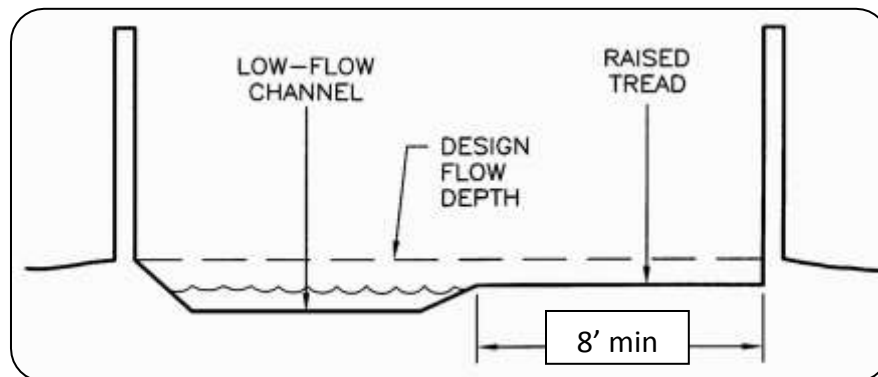 LOW-FLOW
CHANNEL
RAISED
TREAD
DESIGN
FLOW
DEPTH
8’ min